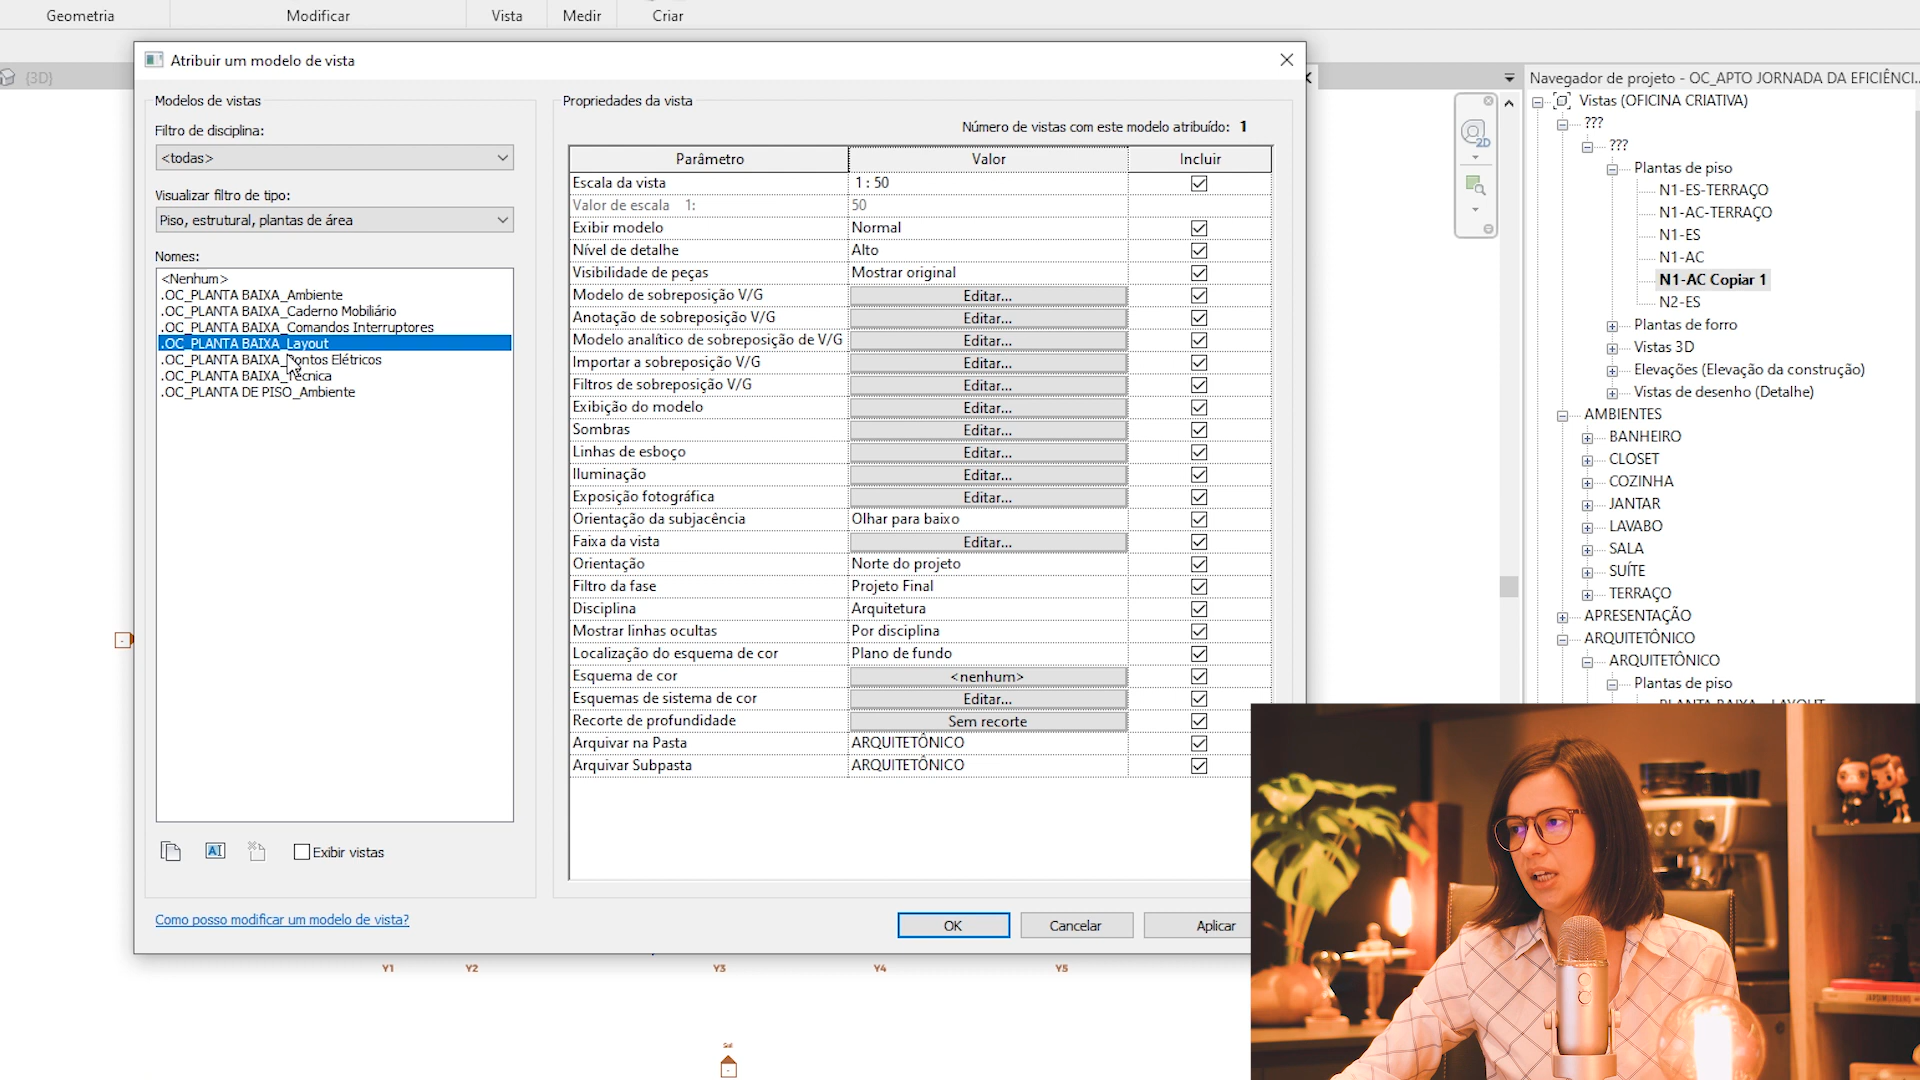 Geometria
Modificar
Vista
Medir
Criar
{3D}
Atribuir um modelo de vista
Modelos de vistas
Filtro de disciplina:
<todas>
Visualizar filtro de tipo:
Piso, estrutural, plantas de área
Nomes:
<Nenhum>
.OC_PLANTA BAIXA_Ambiente
.OC_PLANTA BAIXA_Caderno Mobiliário
.OC_PLANTA BAIXA_Comandos Interruptores
.OC_PLANTA BAIXA_Layout
.OC_PLANTA BAIXA_Pontos Elétricos
.OC_PLANTA BAIXA_Técnica
.OC_PLANTA DE PISO_Ambiente
AI
Exibir vistas
Como posso modificar um modelo de vista?
Propriedades da vista
Número de vistas com este modelo atribuído: 1
Parâmetro Valor Incluir
Escala da vista 1 : 50
Valor de escala 1: 50
Exibir modelo Normal
Nível de detalhe Alto
Visibilidade de peças Mostrar original
Modelo de sobreposição V/G Editar...
Anotação de sobreposição V/G Editar...
Modelo analítico de sobreposição de V/G Editar...
Importar a sobreposição V/G Editar...
Filtros de sobreposição V/G Editar...
Exibição do modelo Editar...
Sombras Editar...
Linhas de esboço Editar...
Iluminação Editar...
Exposição fotográfica Editar...
Orientação da subjacência Olhar para baixo
Faixa da vista Editar...
Orientação Norte do projeto
Filtro da fase Projeto Final
Disciplina Arquitetura
Mostrar linhas ocultas Por disciplina
Localização do esquema de cor Plano de fundo
Esquema de cor <nenhum>
Esquemas de sistema de cor Editar...
Recorte de profundidade Sem recorte
Arquivar na Pasta ARQUITETÔNICO
Arquivar Subpasta ARQUITETÔNICO
OK
Cancelar
Aplicar
Y1
Y2
Y3
Y4
Y5
2D
Navegador de projeto - OC_APTO JORNADA DA EFICIÊNCI...
Vistas (OFICINA CRIATIVA)
???
???
Plantas de piso
N1-ES-TERRAÇO
N1-AC-TERRAÇO
N1-ES
N1-AC
N1-AC Copiar 1
N2-ES
Plantas de forro
Vistas 3D
Elevações (Elevação da construção)
Vistas de desenho (Detalhe)
AMBIENTES
BANHEIRO
CLOSET
COZINHA
JANTAR
LAVABO
SALA
SUÍTE
TERRAÇO
APRESENTAÇÃO
ARQUITETÔNICO
ARQUITETÔNICO
Plantas de piso